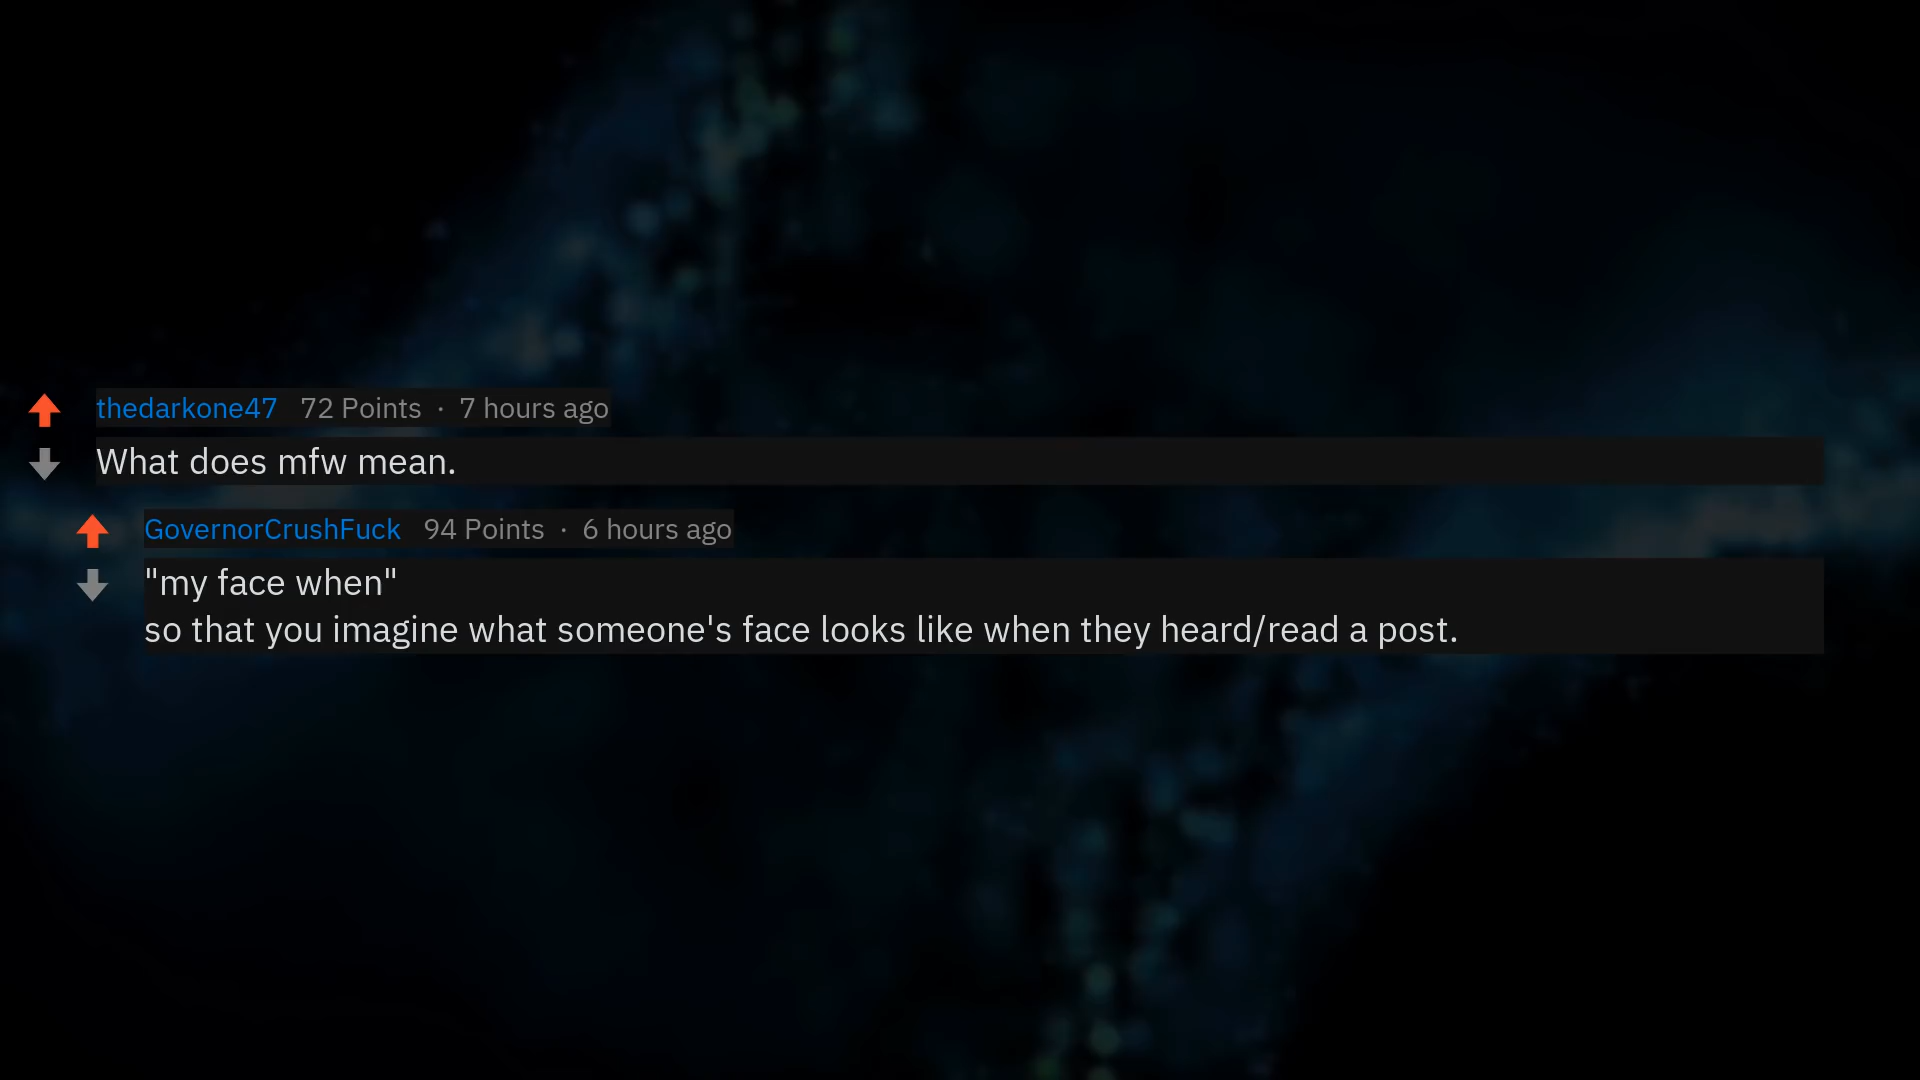 thedarkone47 72 Points · 7 hours ago
What does mfw mean.
GovernorCrushFuck 94 Points · 6 hours ago
"my face when"
so that you imagine what someone's face looks like when they heard/read a post.